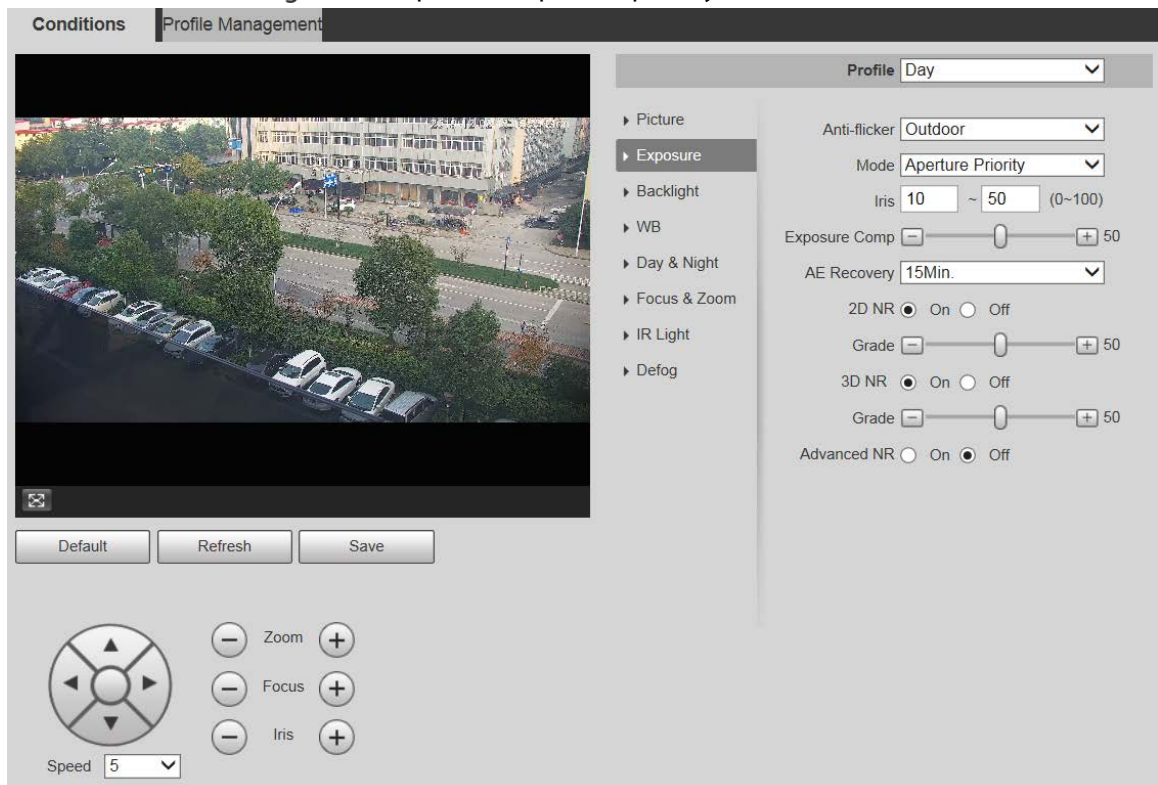 Conditions Profile Management
Profile Day
Picture
Exposure
Backlight
WB
Day & Night
Focus & Zoom
IR Light
Defog
Anti-flicker Outdoor
Mode Aperture Priority
Iris 10 ~ 50 (0~100)
Exposure Comp 50
AE Recovery 15Min.
2D NR On Off
Grade 50
3D NR On Off
Grade 50
Advanced NR On Off
Default Refresh Save
Zoom
Focus
Iris
Speed 5